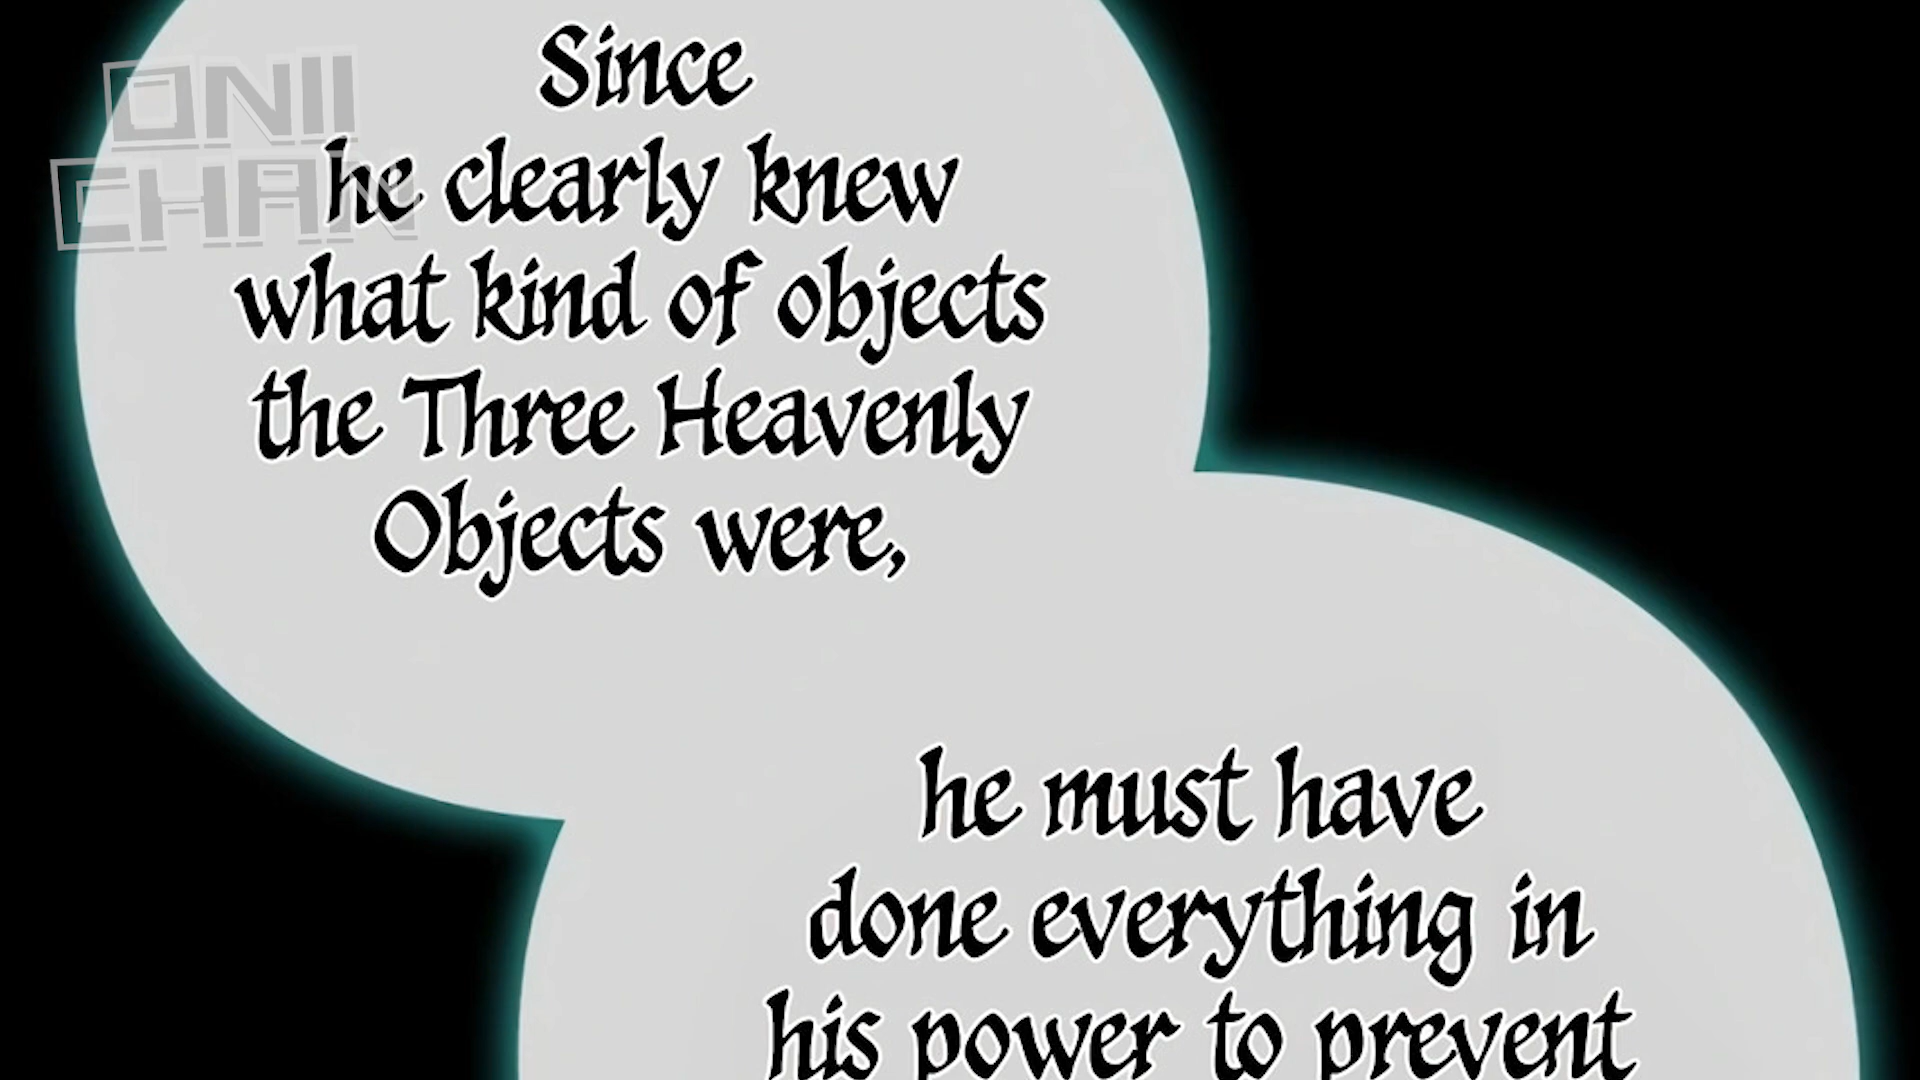 ONII
CHAN
Since
he clearly knew
what kind of objects
the Three Heavenly
Objects were,
he must have
done everything in
his power to prevent